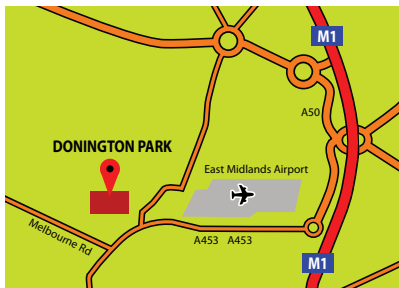 M1
A50
DONINGTON PARK
East Midlands Airport
Melbourne Rd
A453 A453
M1